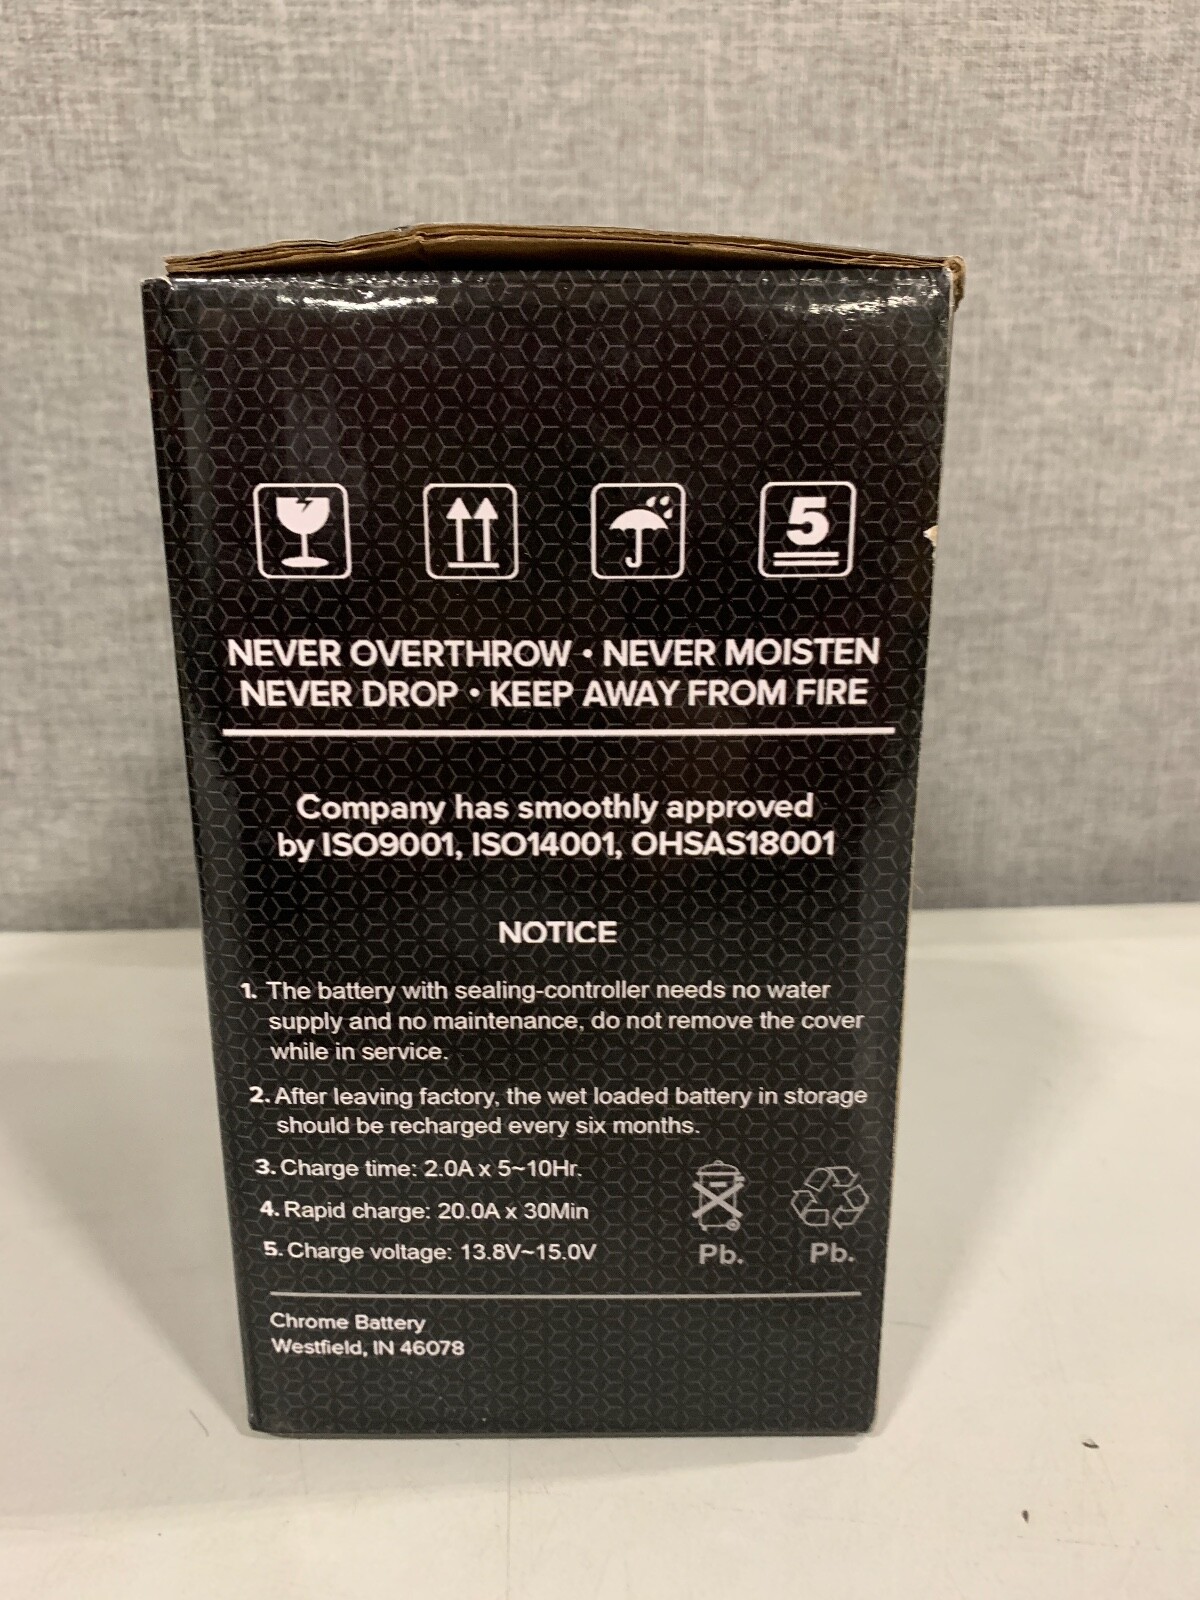 5
NEVER OVERTHROW • NEVER MOISTEN
NEVER DROP • KEEP AWAY FROM FIRE
Company has smoothly approved
by ISO9001, ISO14001, OHSAS18001
NOTICE
1. The battery with sealing-controller needs no water
supply and no maintenance, do not remove the cover
while in service.
2. After leaving factory, the wet loaded battery in storage
should be recharged every six months.
3. Charge time: 2.0A x 5~10Hr.
4. Rapid charge: 20.0A x 30Min
5. Charge voltage: 13.8V~15.0V
Pb. Pb.
Chrome Battery
Westfield, IN 46078